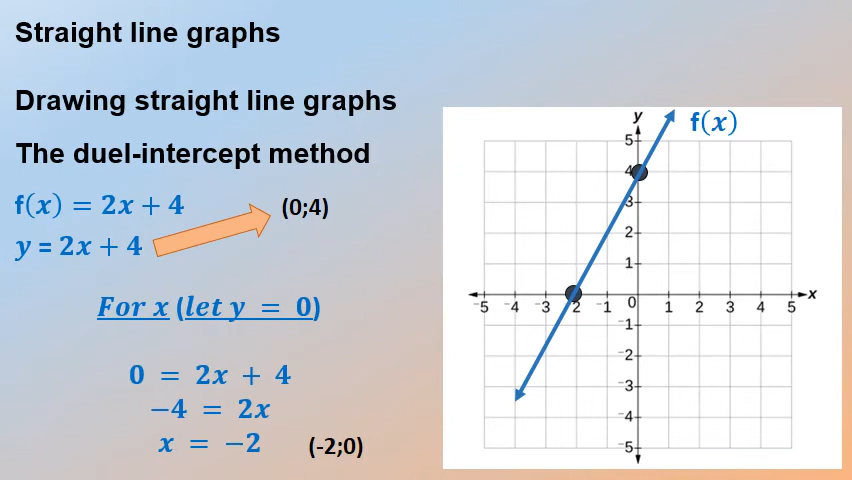 Straight line graphs
Drawing straight line graphs
The duel-intercept method
f(x) = 2x + 4
(0;4)
y = 2x + 4
For x (let y = 0)
0 = 2x + 4
−4 = 2x
x = −2
(-2;0)
y
f(x)
5
4
3
2
1
−5 −4 −3 2 −1 0 1 2 3 4 5 x
−1
−2
−3
−4
−5